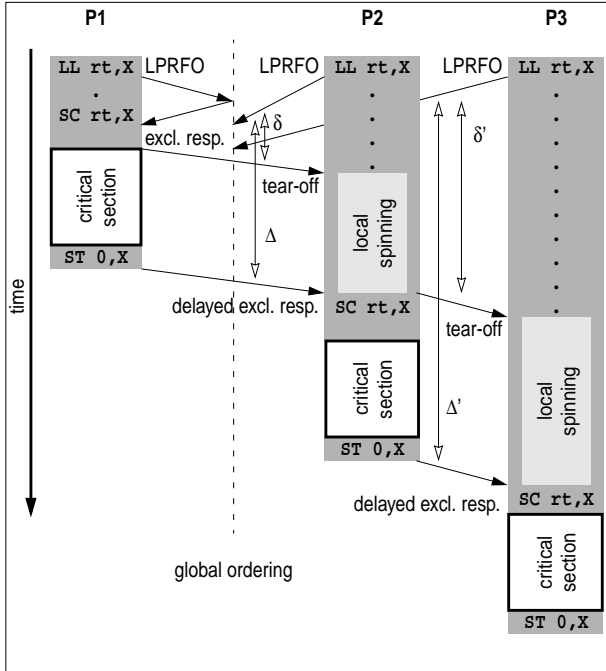 P1
P2
P3
LL rt,X
LPRFO
LPRFO
LL rt,X
LPRFO
LL rt,X
SC rt,X
excl. resp.
δ
δ'
tear-off
critical
section
local
spinning
Δ
ST 0,X
time
delayed excl. resp.
SC rt,X
tear-off
local
spinning
critical
section
Δ'
ST 0,X
delayed excl. resp.
SC rt,X
critical
section
global ordering
ST 0,X